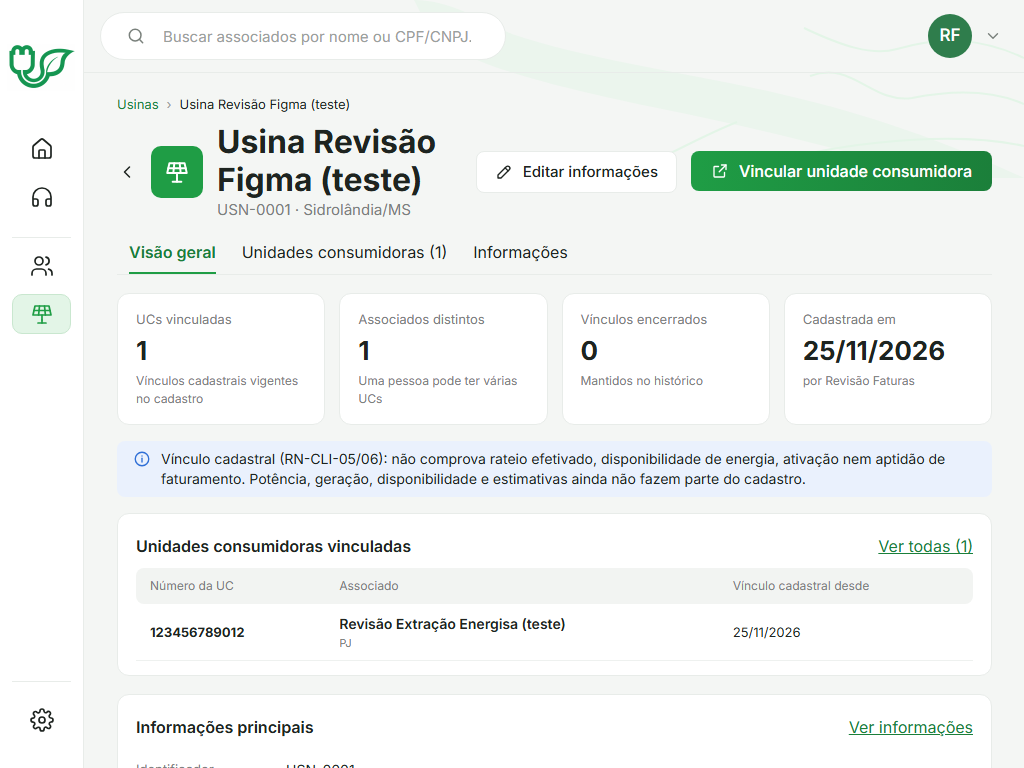 Buscar associados por nome ou CPF/CNPJ.
RF
Usinas › Usina Revisão Figma (teste)
Usina Revisão
Figma (teste)
USN-0001 · Sidrolândia/MS
Editar informações
Vincular unidade consumidora
Visão geral
Unidades consumidoras (1)
Informações
UCs vinculadas
1
Vínculos cadastrais vigentes
no cadastro
Associados distintos
1
Uma pessoa pode ter várias
UCs
Vínculos encerrados
0
Mantidos no histórico
Cadastrada em
25/11/2026
por Revisão Faturas
Vínculo cadastral (RN-CLI-05/06): não comprova rateio efetivado, disponibilidade de energia, ativação nem aptidão de
faturamento. Potência, geração, disponibilidade e estimativas ainda não fazem parte do cadastro.
Unidades consumidoras vinculadas
Ver todas (1)
Número da UC
Associado
Vínculo cadastral desde
123456789012
Revisão Extração Energisa (teste)
PJ
25/11/2026
Informações principais
Ver informações
Identificador
USN-0001